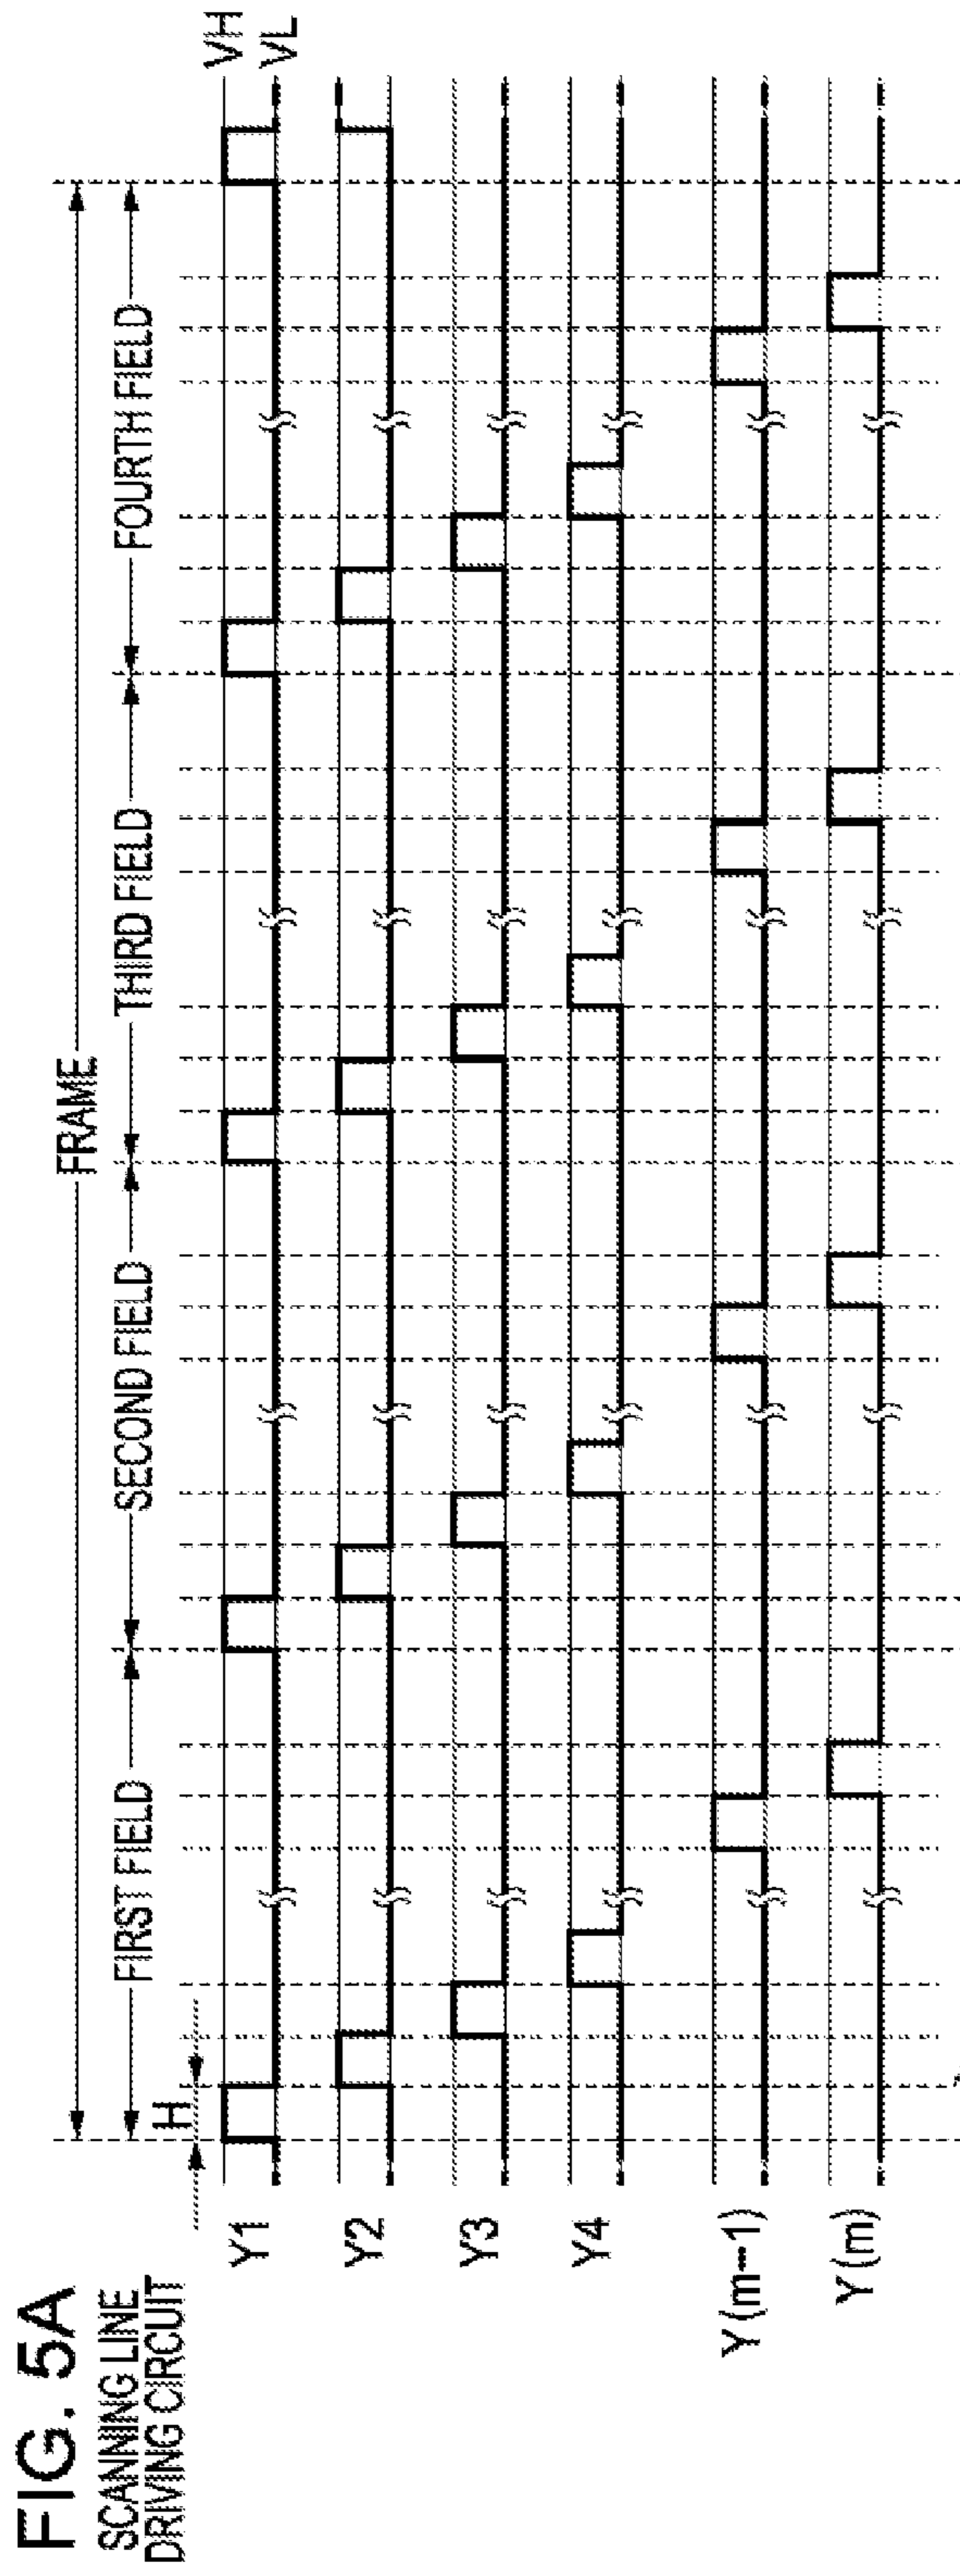 FIG. 5A
SCANNING LINE
DRIVING CIRCUIT
FRAME
FIRST FIELD
SECOND FIELD
THIRD FIELD
FOURTH FIELD
H
Y1
VH
VL
Y2
Y3
Y4
Y(m-1)
Y(m)